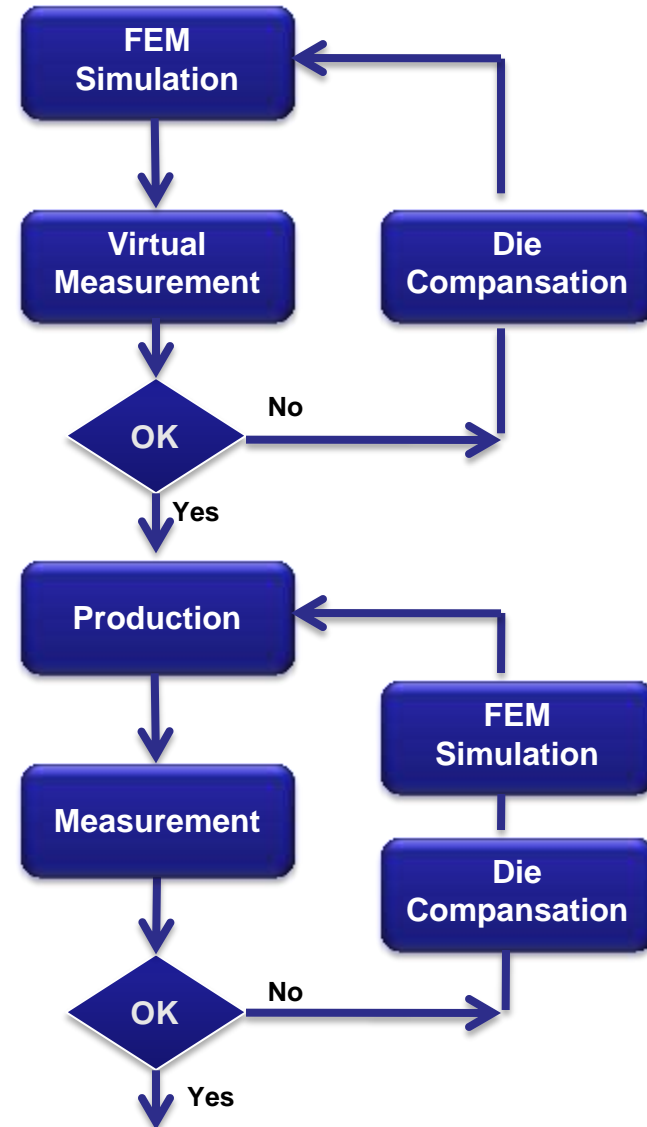 FEM
Simulation
Virtual
Measurement
Die
Compansation
OK
No
Yes
Production
FEM
Simulation
Measurement
Die
Compansation
OK
No
Yes